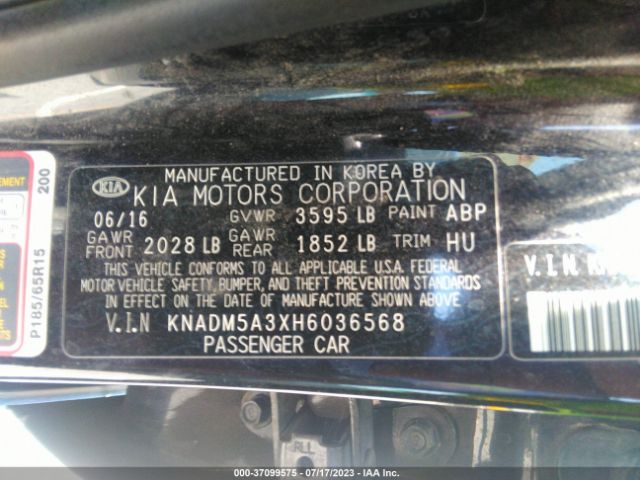 MANUFACTURED IN KOREA BY
KIA KIA MOTORS CORPORATION
06/16 GVWR 3595 LB PAINT ABP
GAWR FRONT 2028 LB GAWR REAR 1852 LB TRIM HU
THIS VEHICLE CONFORMS TO ALL APPLICABLE U.S.A. FEDERAL
MOTOR VEHICLE SAFETY, BUMPER, AND THEFT PREVENTION STANDARDS
IN EFFECT ON THE DATE OF MANUFACTURE SHOWN ABOVE.
V.I.N KNADM5A3XH6036568
PASSENGER CAR
P185/65R15 200
V.I.N
RLL
000-37099575 - 07/17/2023 - IAA Inc.